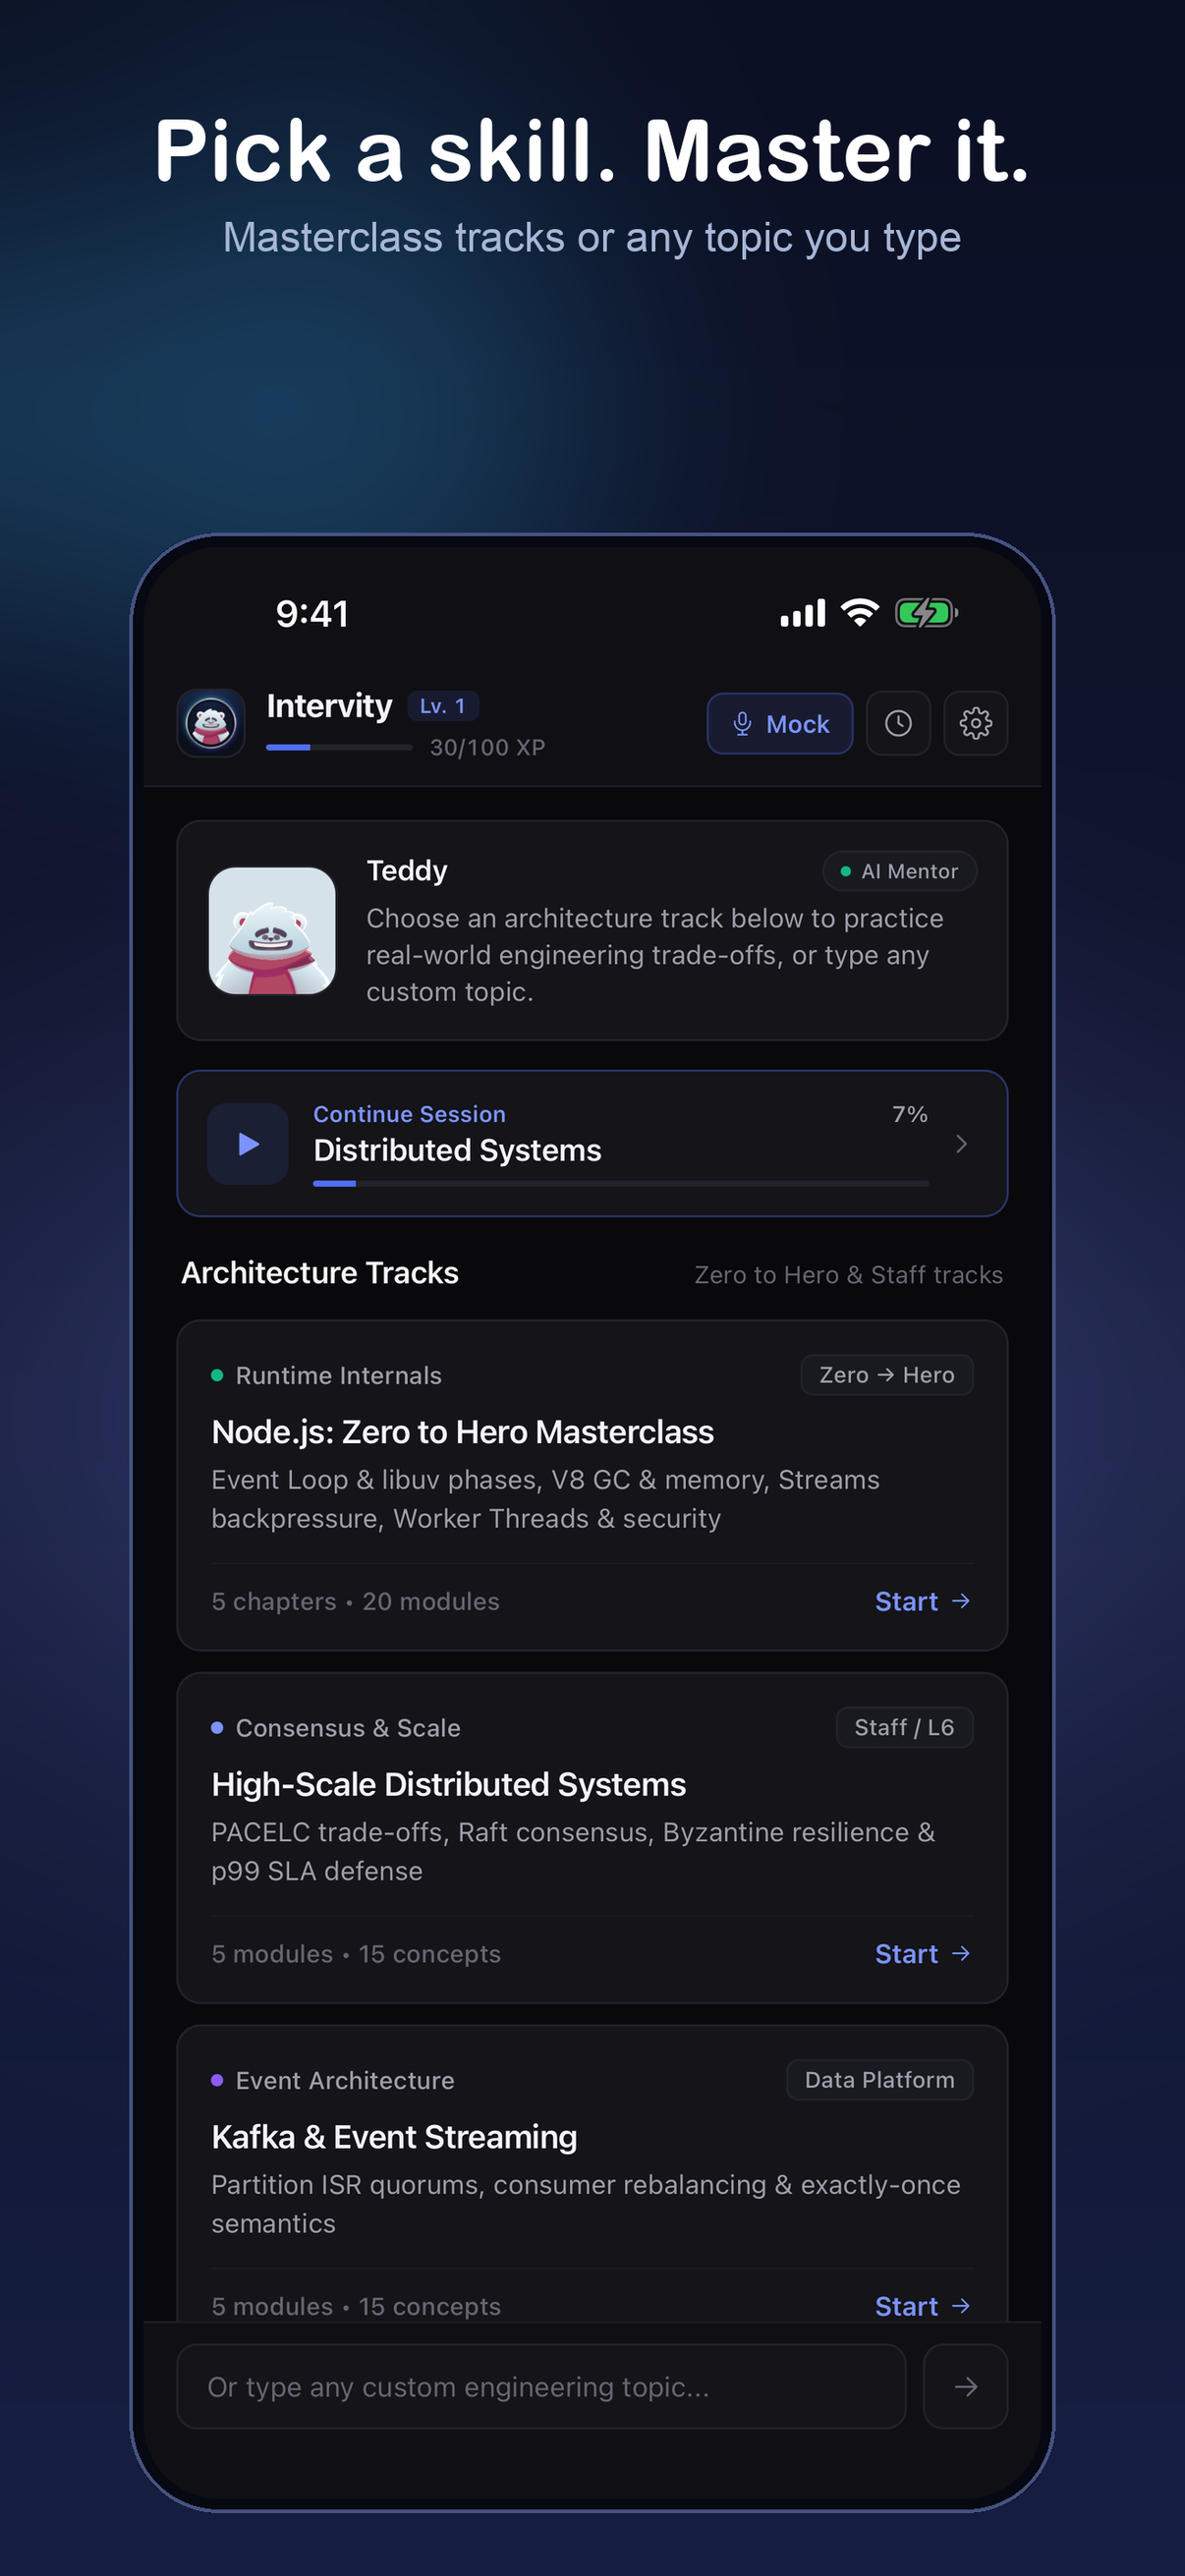 Pick a skill. Master it.
Masterclass tracks or any topic you type
9:41
Intervity Lv. 1
30/100 XP
Mock
Teddy
AI Mentor
Choose an architecture track below to practice
real-world engineering trade-offs, or type any
custom topic.
Continue Session 7%
Distributed Systems
Architecture Tracks Zero to Hero & Staff tracks
Runtime Internals Zero → Hero
Node.js: Zero to Hero Masterclass
Event Loop & libuv phases, V8 GC & memory, Streams
backpressure, Worker Threads & security
5 chapters • 20 modules Start →
Consensus & Scale Staff / L6
High-Scale Distributed Systems
PACELC trade-offs, Raft consensus, Byzantine resilience &
p99 SLA defense
5 modules • 15 concepts Start →
Event Architecture Data Platform
Kafka & Event Streaming
Partition ISR quorums, consumer rebalancing & exactly-once
semantics
5 modules • 15 concepts Start →
Or type any custom engineering topic...